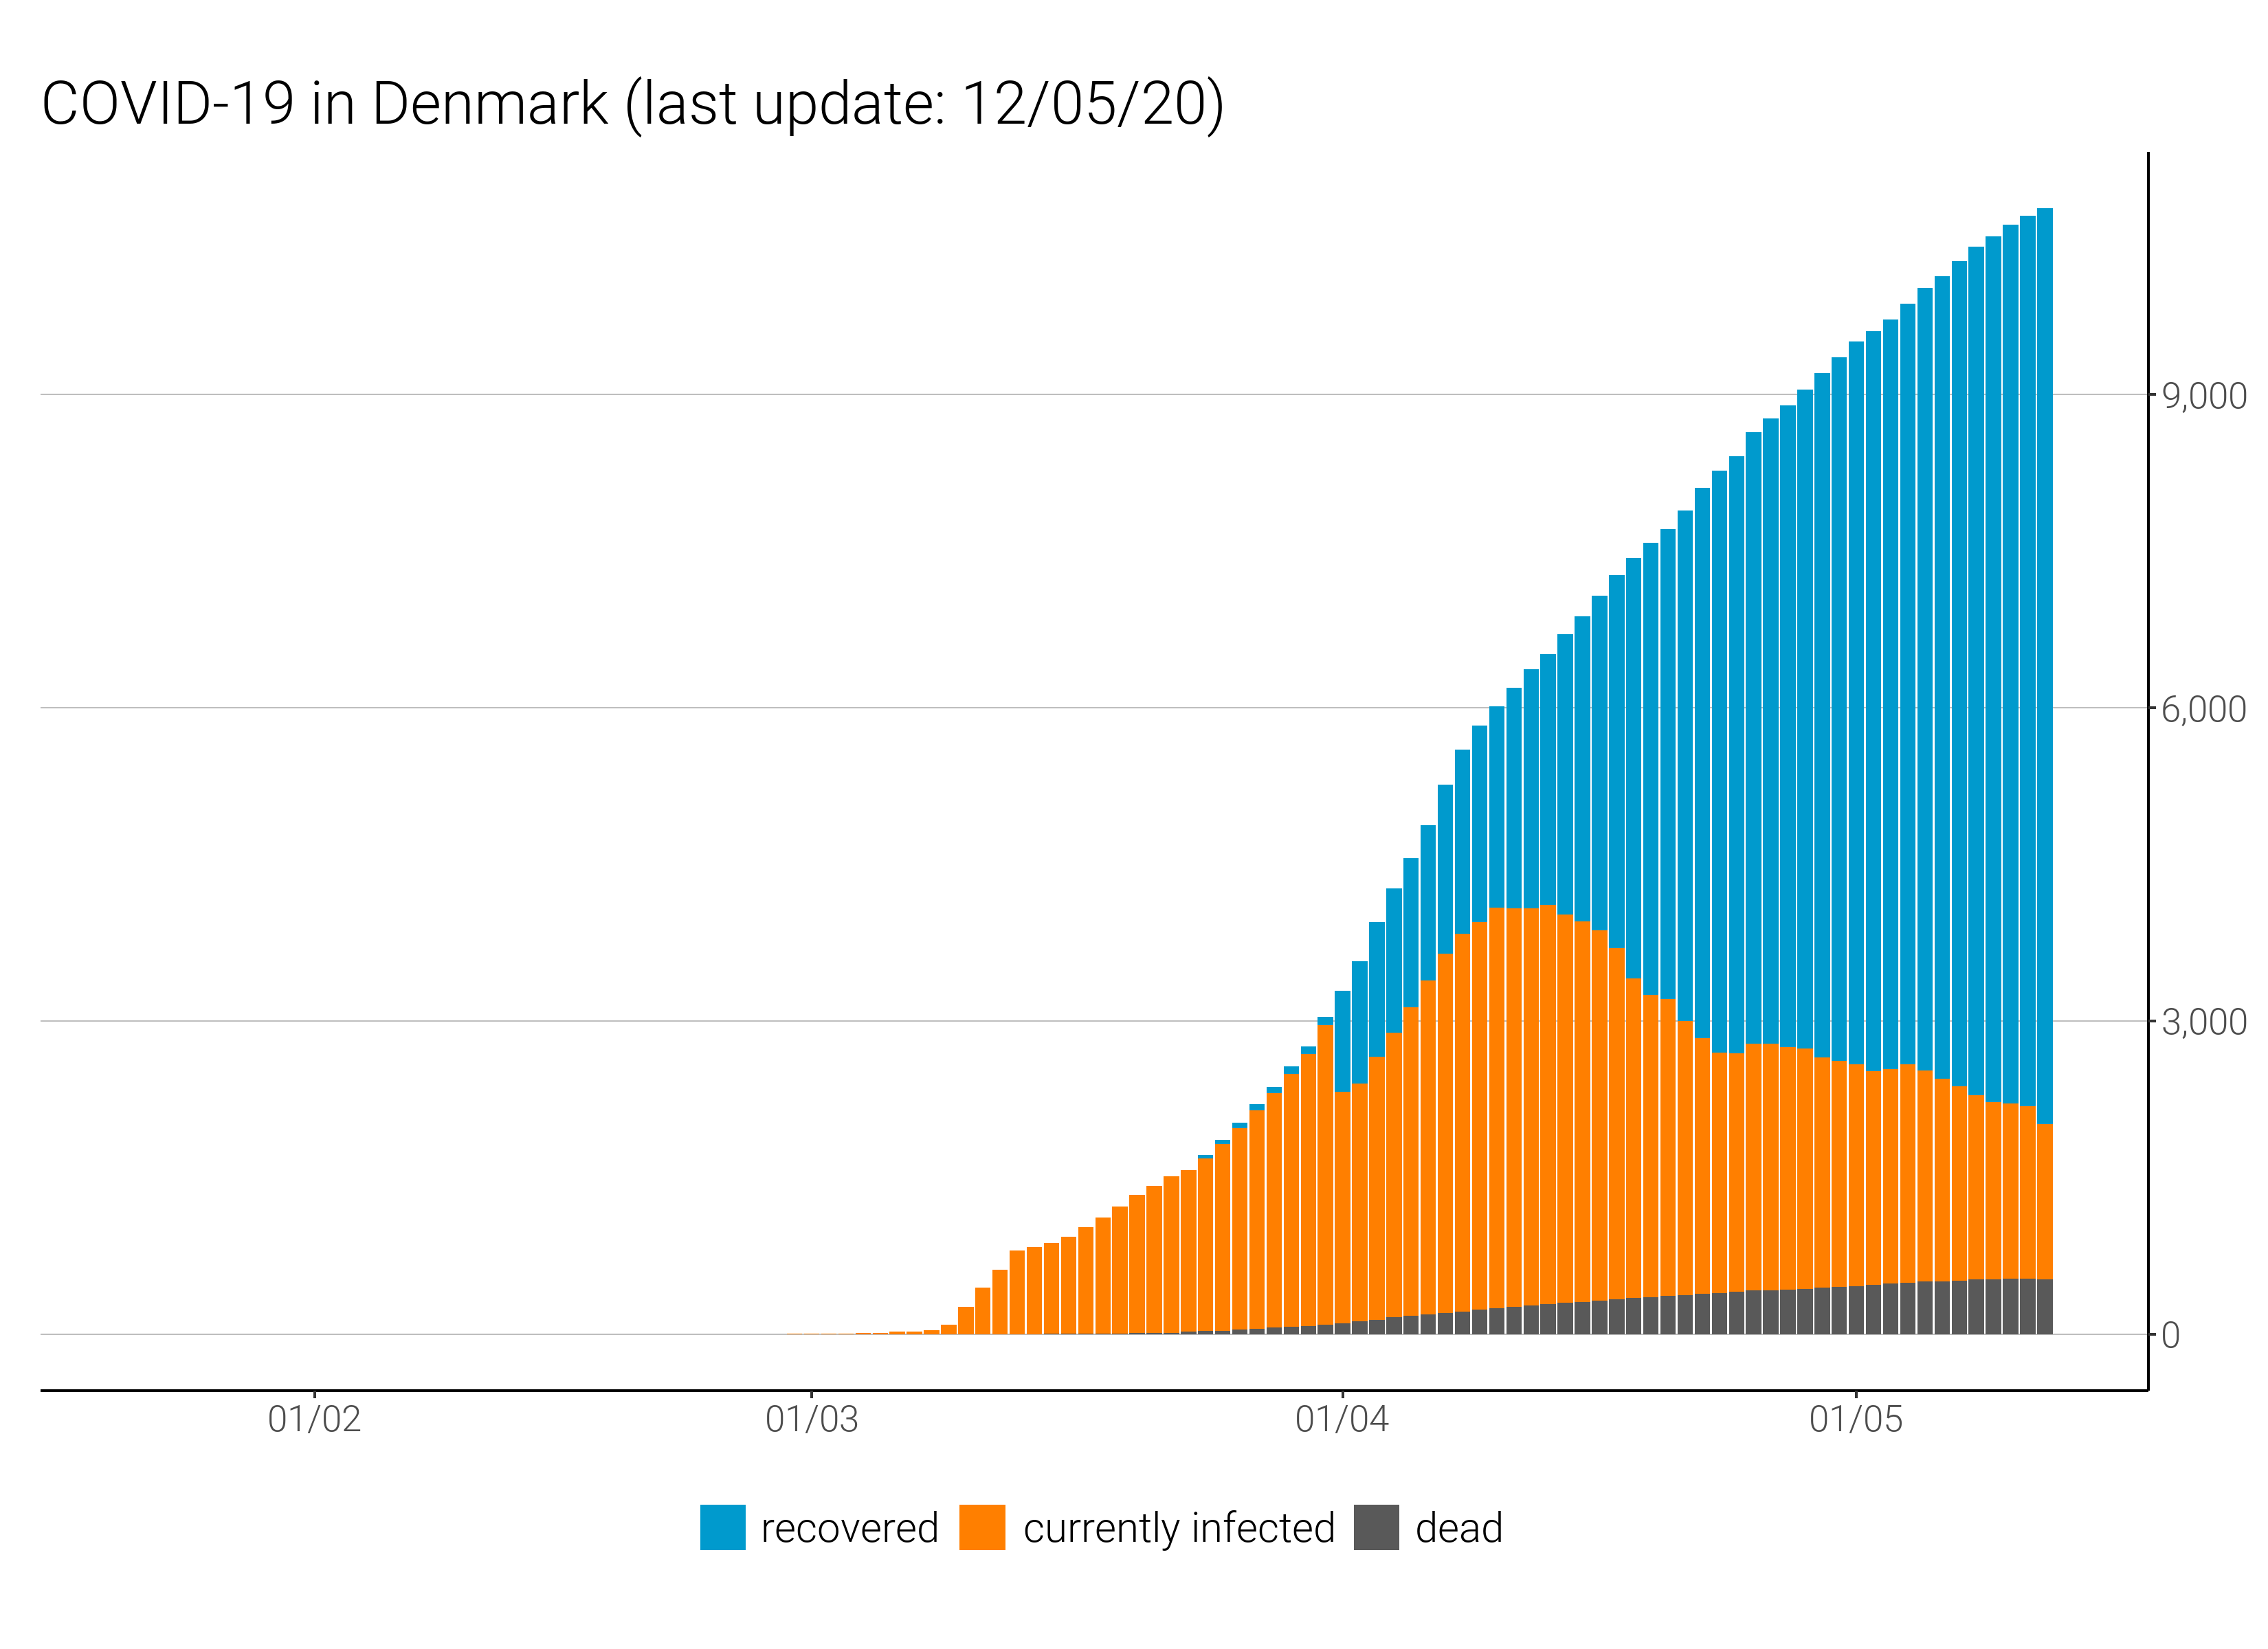 COVID-19 in Denmark (last update: 12/05/20)
9,000
6,000
3,000
0
01/02 01/03 01/04 01/05
recovered currently infected dead